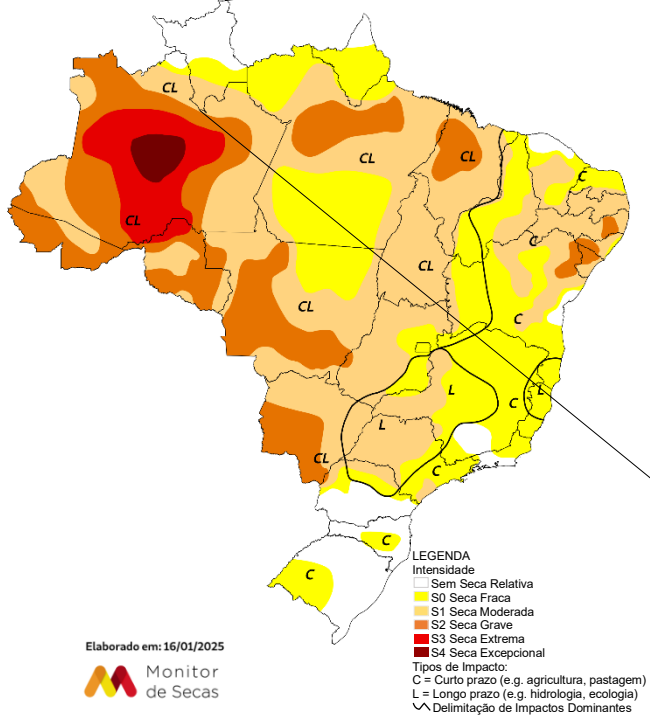 CL
CL
CL
C
CL
C
CL
CL
C
L
L
C
L
CL
C
C
C
LEGENDA
Intensidade
Sem Seca Relativa
S0 Seca Fraca
S1 Seca Moderada
S2 Seca Grave
S3 Seca Extrema
S4 Seca Excepcional
Tipos de Impacto:
C = Curto prazo (e.g. agricultura, pastagem)
L = Longo prazo (e.g. hidrologia, ecologia)
Delimitação de Impactos Dominantes
Elaborado em: 16/01/2025
Monitor
de Secas